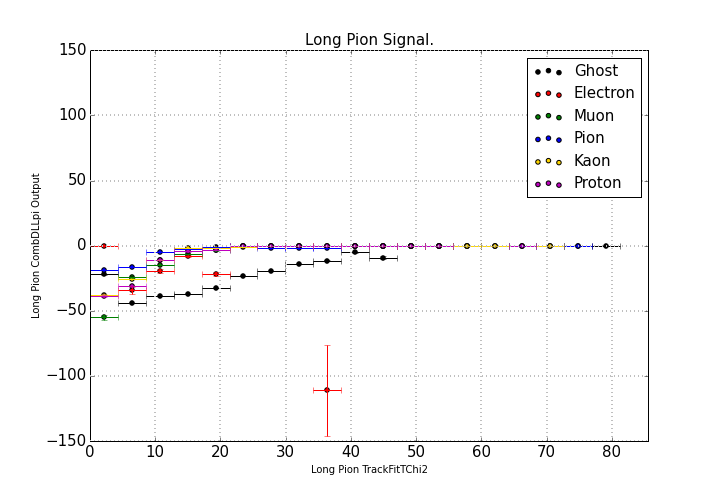 Long Pion Signal.
150
100
50
0
−50
−100
−150
Long Pion CombDLLpi Output
Ghost
Electron
Muon
Pion
Kaon
Proton
0 10 20 30 40 50 60 70 80
Long Pion TrackFitTChi2